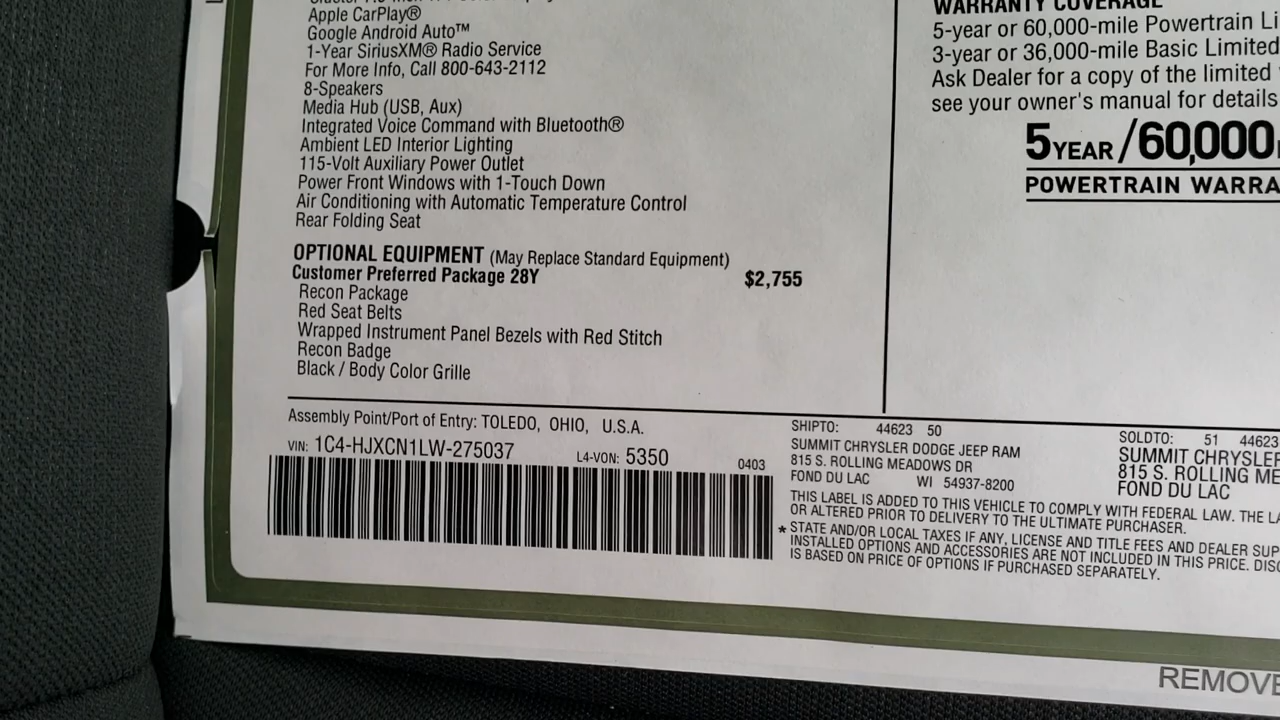 Apple CarPlay®
Google Android Auto™
1-Year SiriusXM® Radio Service
For More Info, Call 800-643-2112
8-Speakers
Media Hub (USB, Aux)
Integrated Voice Command with Bluetooth®
Ambient LED Interior Lighting
115-Volt Auxiliary Power Outlet
Power Front Windows with 1-Touch Down
Air Conditioning with Automatic Temperature Control
Rear Folding Seat
OPTIONAL EQUIPMENT (May Replace Standard Equipment)
Customer Preferred Package 28Y $2,755
Recon Package
Red Seat Belts
Wrapped Instrument Panel Bezels with Red Stitch
Recon Badge
Black / Body Color Grille
WARRANTY COVERAGE
5-year or 60,000-mile Powertrain
3-year or 36,000-mile Basic Limited
Ask Dealer for a copy of the limited
see your owner's manual for details
5YEAR/60,000
POWERTRAIN
Assembly Point/Port of Entry: TOLEDO, OHIO, U.S.A.
VIN: 1C4-HJXCN1LW-275037 L4-VON: 5350
0403
SHIPTO: 44623 50
SUMMIT CHRYSLER DODGE JEEP RAM
815 S. ROLLING MEADOWS DR
FOND DU LAC WI 54937-8200
SOLDTO: 51 44623
SUMMIT CHRYSLER
815 S. ROLLING
FOND DU LAC
THIS LABEL IS ADDED TO THIS VEHICLE TO COMPLY WITH FEDERAL LAW. THE
OR ALTERED PRIOR TO DELIVERY TO THE ULTIMATE PURCHASER.
* STATE AND/OR LOCAL TAXES IF ANY, LICENSE AND TITLE FEES AND DEALER
INSTALLED OPTIONS AND ACCESSORIES ARE NOT INCLUDED IN THIS PRICE.
IS BASED ON PRICE OF OPTIONS IF PURCHASED SEPARATELY.
REMOVE